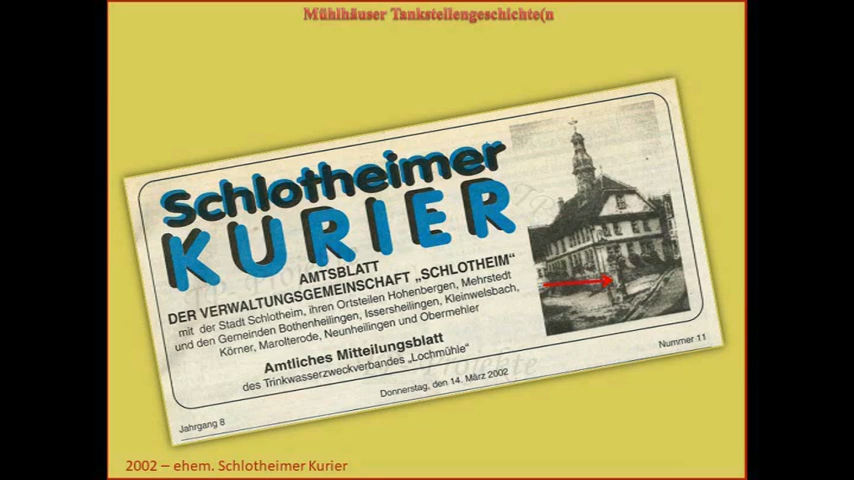 Mühlhäuser Tankstellengeschichte(n
Schlotheimer
KURIER
AMTSBLATT
DER VERWALTUNGSGEMEINSCHAFT „SCHLOTHEIM“
mit der Stadt Schlotheim, ihren Ortsteilen Hohenbergen, Mehrstedt
und den Gemeinden Bothenheilingen, Issersheilingen, Kleinwelsbach,
Körner, Marolterode, Neunheilingen und Obermehler
Amtliches Mitteilungsblatt
des Trinkwasserzweckverbandes „Lochmühle“
Jahrgang 8
Donnerstag, den 14. März 2002
Nummer 11
2002 – ehem. Schlotheimer Kurier